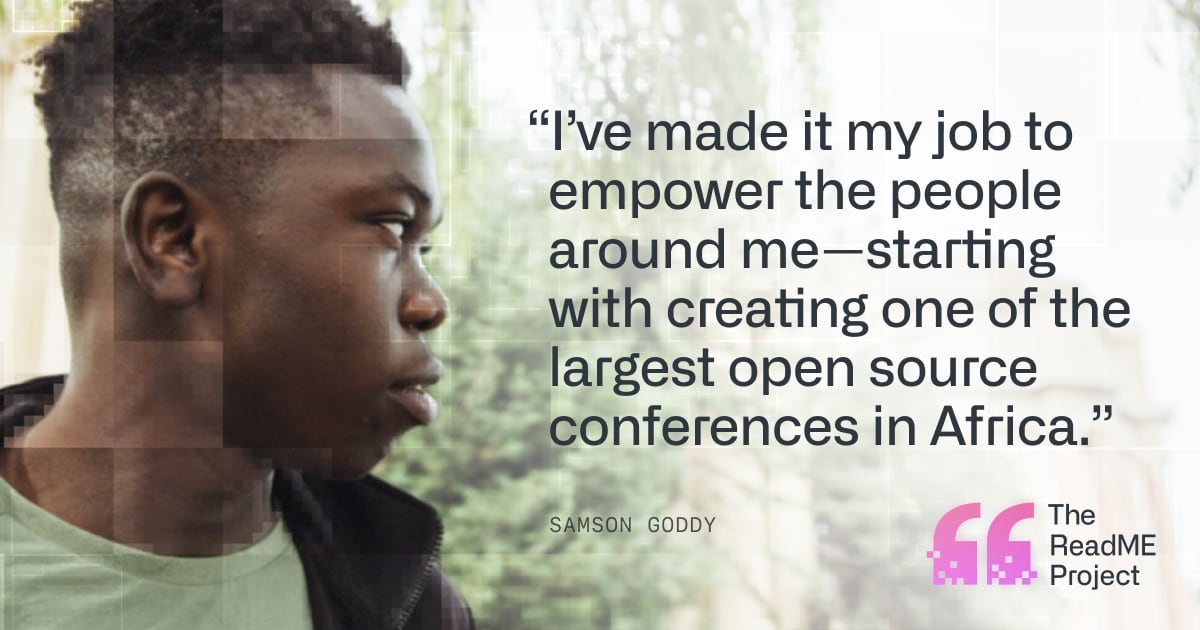 “I’ve made it my job to
empower the people
around me—starting
with creating one of the
largest open source
conferences in Africa.”
SAMSON GODDY
The
ReadME
Project